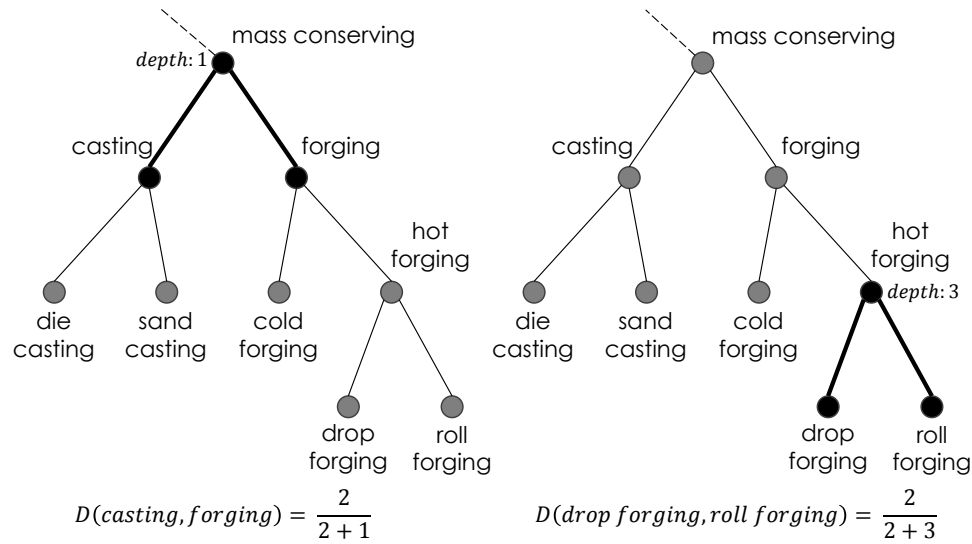 mass conserving
depth: 1
casting
forging
hot
forging
die
casting
sand
casting
cold
forging
drop
forging
roll
forging
D(casting, forging) = 2 / (2 + 1)
mass conserving
casting
forging
hot
forging
depth: 3
die
casting
sand
casting
cold
forging
drop
forging
roll
forging
D(drop forging, roll forging) = 2 / (2 + 3)